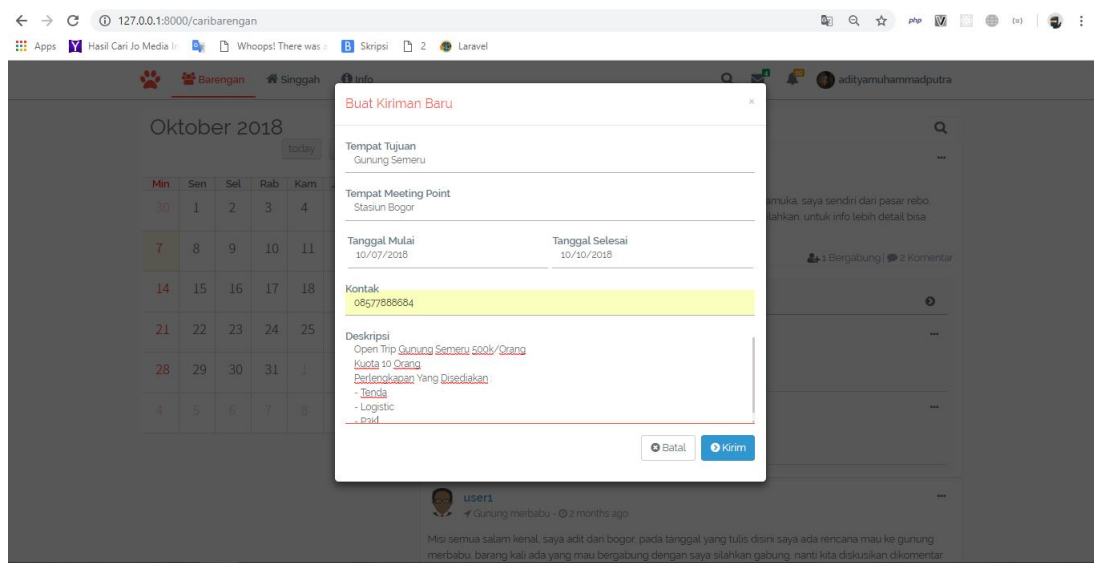 127.0.0.1:8000/caribarengan
Apps Hasil Cari Jo Media In Whoops! There was a Skripsi 2 Laravel
Barengan Singgah Info adityamuhammadputra
Buat Kiriman Baru ×
Oktober 2018
today
Tempat Tujuan
Gunung Semeru
Min Sen Sel Rab Kam
Tempat Meeting Point
30 1 2 3 4
Stasiun Bogor
amuka, saya sendiri dari pasar rebo,
ilahkan, untuk info lebih detail bisa
Tanggal Mulai Tanggal Selesai
7 8 9 10 11
10/07/2018 10/10/2018
1 Bergabung | 2 Komentar
14 15 16 17 18
Kontak
08577888684
21 22 23 24 25
Deskripsi
Open Trip Gunung Semeru 500k/Orang
Kuota 10 Orang
28 29 30 31 1
Perlengkapan Yang Disediakan
- Tenda
- Logistic
4 5 6 7 8
- P3K
Batal Kirim
user1
Gunung merbabu - 2 months ago
Misi semua salam kenal, saya adit dari bogor, pada tanggal yang tulis disini saya ada rencana mau ke gunung
merbabu, barang kali ada yang mau bergabung dengan saya silahkan gabung, nanti kita diskusikan dikomentar